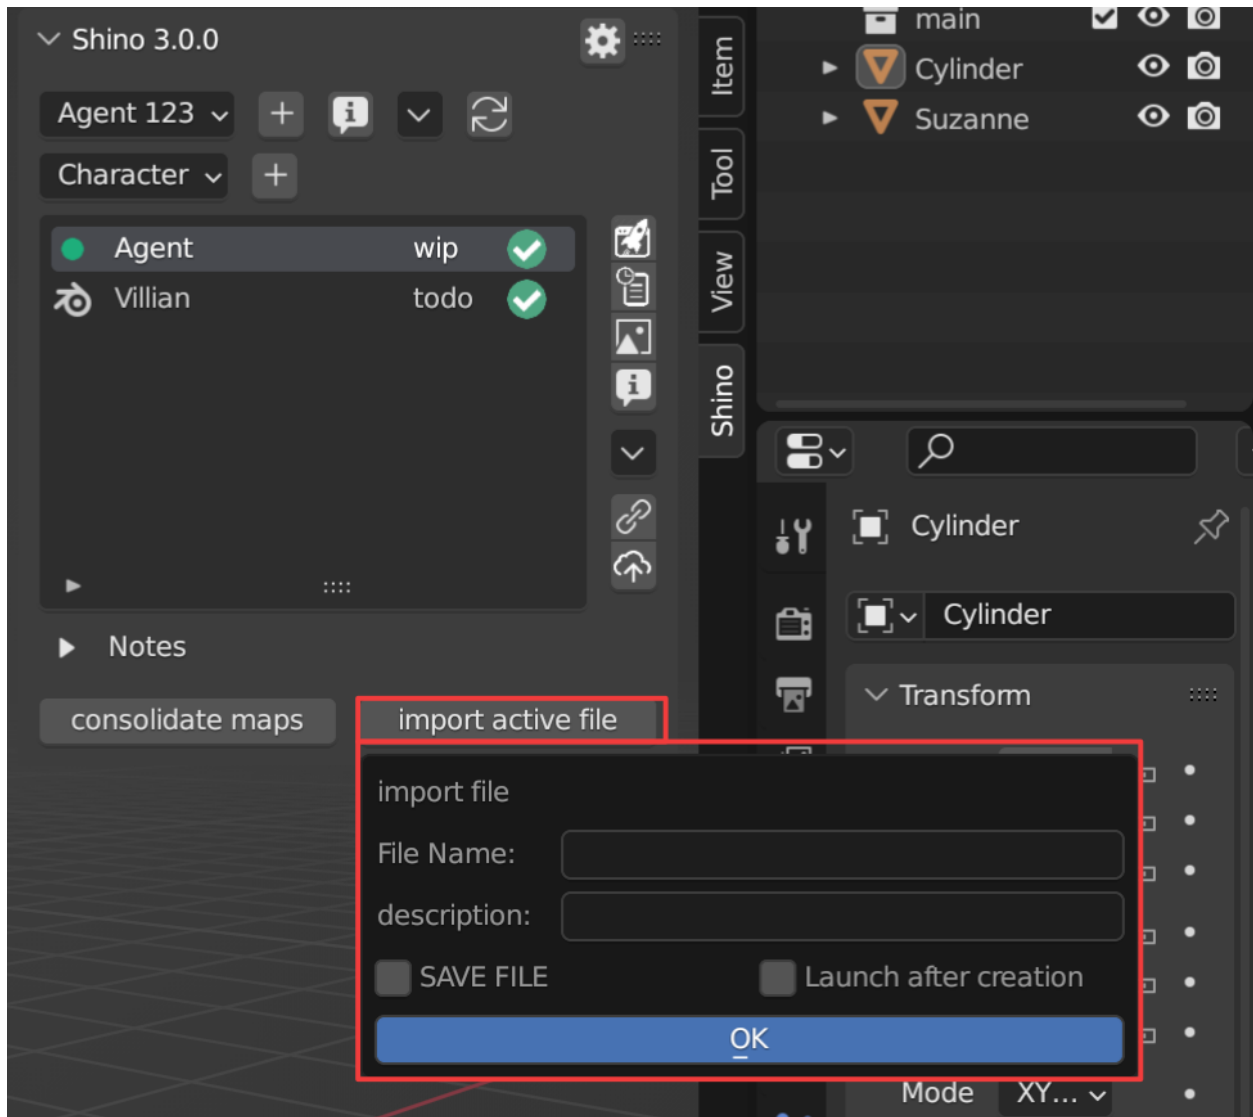 Shino 3.0.0
Agent 123
Character
Agent wip
Villian todo
Notes
consolidate maps import active file
import file
File Name:
description:
SAVE FILE Launch after creation
OK
Item
Tool
View
Shino
main
Cylinder
Suzanne
Cylinder
Cylinder
Transform
Mode XY...